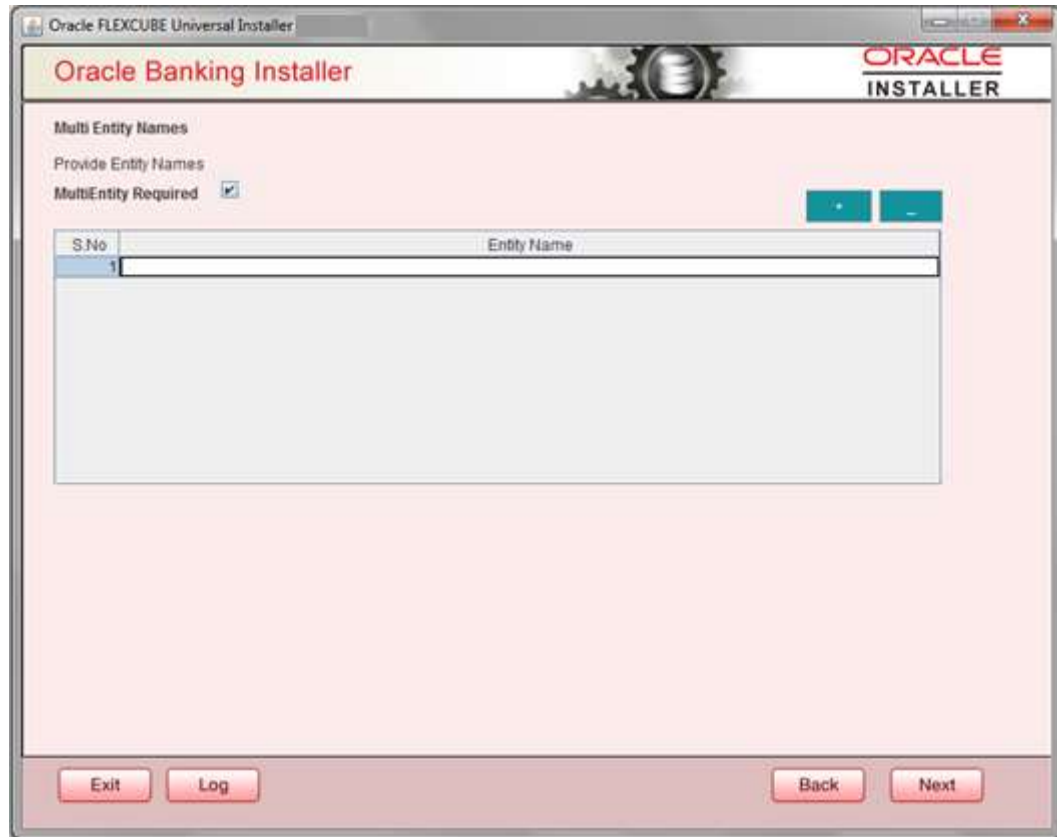 Oracle FLEXCUBE Universal Installer
Oracle Banking Installer
ORACLE
INSTALLER
Multi Entity Names
Provide Entity Names
MultiEntity Required
+ _
S.No Entity Name
1
Exit Log Back Next